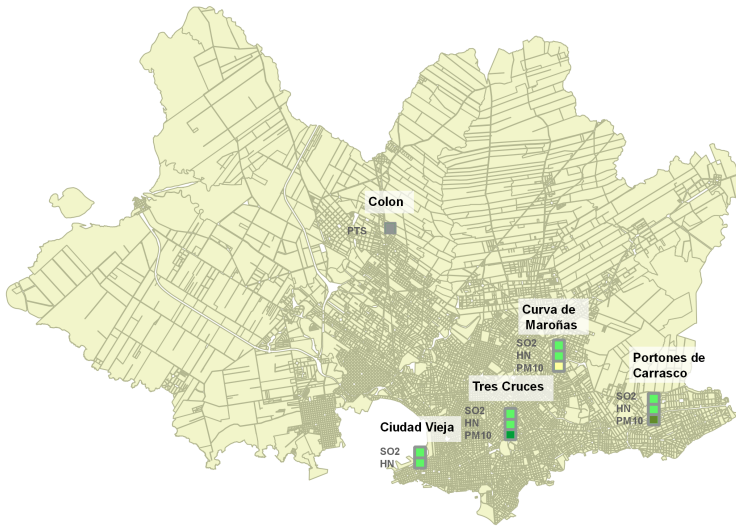 Colon
PTS
Curva de
Maroñas
SO2
HN
PM10
Portones de
Carrasco
SO2
HN
PM10
Tres Cruces
SO2
HN
PM10
Ciudad Vieja
SO2
HN